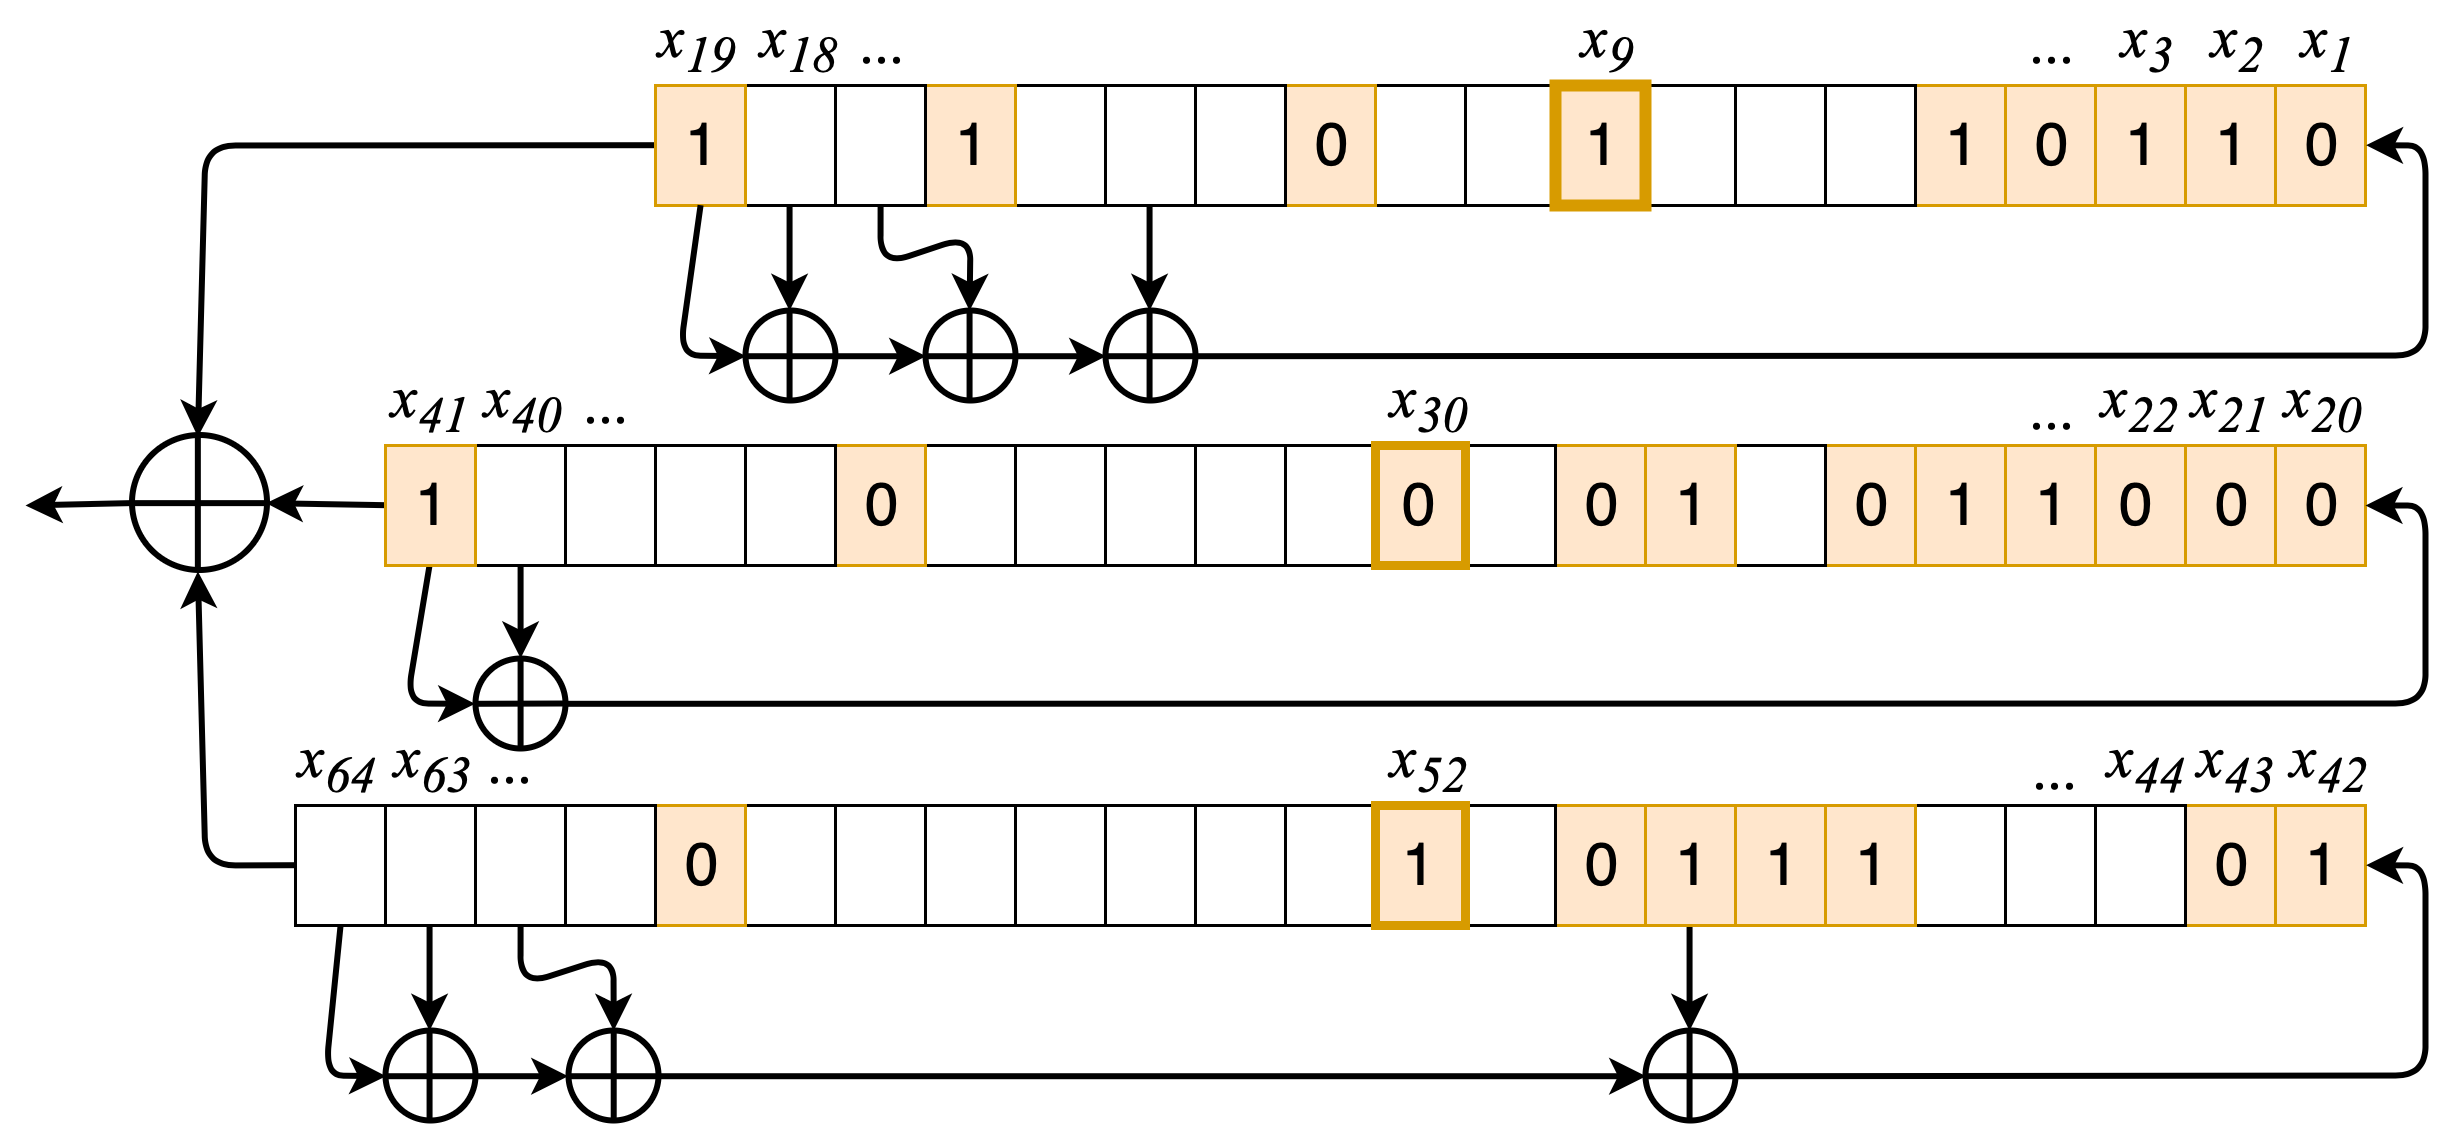 x19 x18 ... x9 ... x3 x2 x1
1 1 0 1 1 0 1 1 0
x41 x40 ... x30 ... x22 x21 x20
1 0 0 0 1 0 1 1 0 0 0
x64 x63 ... x52 ... x44 x43 x42
0 1 0 1 1 1 0 1